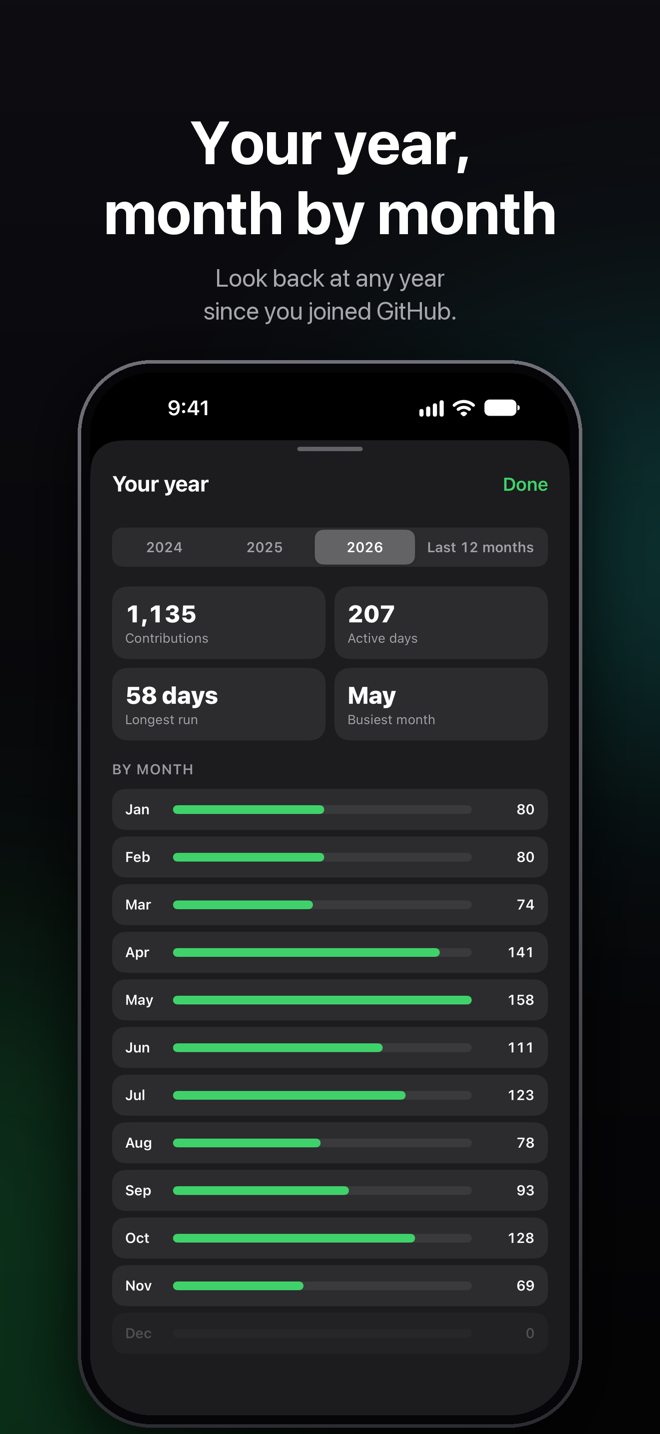 Your year,
month by month
Look back at any year
since you joined GitHub.
9:41
Your year
Done
2024
2025
2026
Last 12 months
1,135
Contributions
207
Active days
58 days
Longest run
May
Busiest month
BY MONTH
Jan 80
Feb 80
Mar 74
Apr 141
May 158
Jun 111
Jul 123
Aug 78
Sep 93
Oct 128
Nov 69
Dec 0